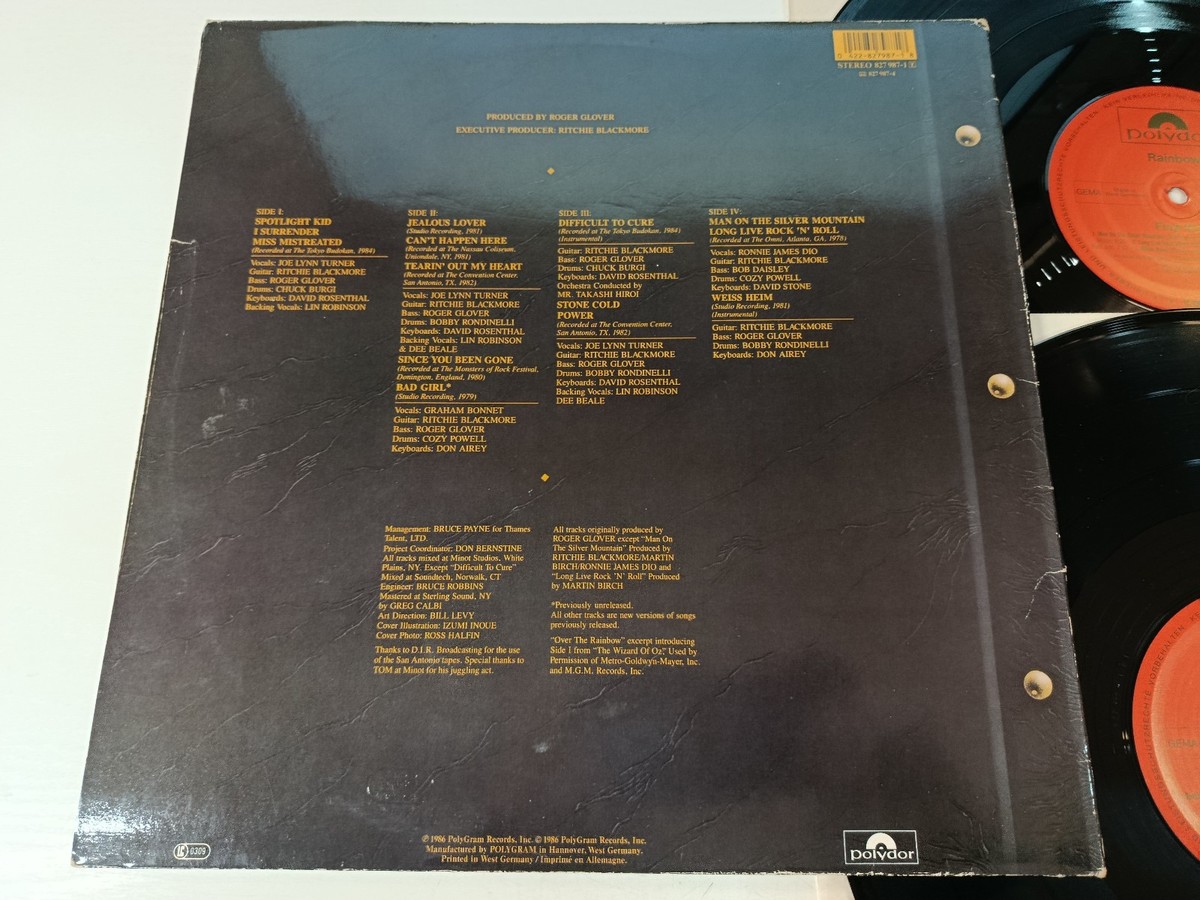 0 422-827987-1 A
STEREO 827 987-1
827 987-4
PRODUCED BY ROGER GLOVER
EXECUTIVE PRODUCER: RITCHIE BLACKMORE
SIDE I:
SPOTLIGHT KID
I SURRENDER
MISS MISTREATED
(Recorded at The Tokyo Budokan, 1984)
Vocals: JOE LYNN TURNER
Guitar: RITCHIE BLACKMORE
Bass: ROGER GLOVER
Drums: CHUCK BURGI
Keyboards: DAVID ROSENTHAL
Backing Vocals: LIN ROBINSON
SIDE II:
JEALOUS LOVER
(Studio Recording, 1981)
CAN'T HAPPEN HERE
(Recorded at The Nassau Coliseum,
Uniondale, NY, 1981)
TEARIN' OUT MY HEART
(Recorded at The Convention Center,
San Antonio, TX, 1982)
Vocals: JOE LYNN TURNER
Guitar: RITCHIE BLACKMORE
Bass: ROGER GLOVER
Drums: BOBBY RONDINELLI
Keyboards: DAVID ROSENTHAL
Backing Vocals: LIN ROBINSON
& DEE BEALE
SINCE YOU BEEN GONE
(Recorded at The Monsters of Rock Festival,
Donington, England, 1980)
BAD GIRL*
(Studio Recording, 1979)
Vocals: GRAHAM BONNET
Guitar: RITCHIE BLACKMORE
Bass: ROGER GLOVER
Drums: COZY POWELL
Keyboards: DON AIREY
SIDE III:
DIFFICULT TO CURE
(Recorded at The Tokyo Budokan, 1984)
(Instrumental)
Guitar: RITCHIE BLACKMORE
Bass: ROGER GLOVER
Drums: CHUCK BURGI
Keyboards: DAVID ROSENTHAL
Orchestra Conducted by
MR. TAKASHI HIROI
STONE COLD
POWER
(Recorded at The Convention Center,
San Antonio, TX, 1982)
Vocals: JOE LYNN TURNER
Guitar: RITCHIE BLACKMORE
Bass: ROGER GLOVER
Drums: BOBBY RONDINELLI
Keyboards: DAVID ROSENTHAL
Backing Vocals: LIN ROBINSON
DEE BEALE
SIDE IV:
MAN ON THE SILVER MOUNTAIN
LONG LIVE ROCK 'N' ROLL
(Recorded at The Omni, Atlanta, GA, 1978)
Vocals: RONNIE JAMES DIO
Guitar: RITCHIE BLACKMORE
Bass: BOB DAISLEY
Drums: COZY POWELL
Keyboards: DAVID STONE
WEISS HEIM
(Studio Recording, 1981)
(Instrumental)
Guitar: RITCHIE BLACKMORE
Bass: ROGER GLOVER
Drums: BOBBY RONDINELLI
Keyboards: DON AIREY
Management: BRUCE PAYNE for Thames
Talent, LTD.
Project Coordinator: DON BERNSTINE
All tracks mixed at Minot Studios, White
Plains, NY. Except "Difficult To Cure"
Mixed at Soundtech, Norwalk, CT
Engineer: BRUCE ROBBINS
Mastered at Sterling Sound, NY
by GREG CALBI
Art Direction: BILL LEVY
Cover Illustration: IZUMI INOUE
Cover Photo: ROSS HALFIN
Thanks to D.I.R. Broadcasting for the use
of the San Antonio tapes. Special thanks to
TOM at Minot for his juggling act.
All tracks originally produced by
ROGER GLOVER except "Man On
The Silver Mountain" Produced by
RITCHIE BLACKMORE/MARTIN
BIRCH/RONNIE JAMES DIO and
"Long Live Rock 'N' Roll" Produced
by MARTIN BIRCH
*Previously unreleased.
All other tracks are new versions of songs
previously released.
"Over The Rainbow" excerpt introducing
Side I from "The Wizard Of Oz," Used by
Permission of Metro-Goldwyn-Mayer, Inc.
and M.G.M. Records, Inc.
℗ 1986 PolyGram Records, Inc. © 1986 PolyGram Records, Inc.
Manufactured by POLYGRAM in Hannover, West Germany.
Printed in West Germany / Imprimé en Allemagne.
LC 0309
polydor
polydor
Rainbow
GEMA